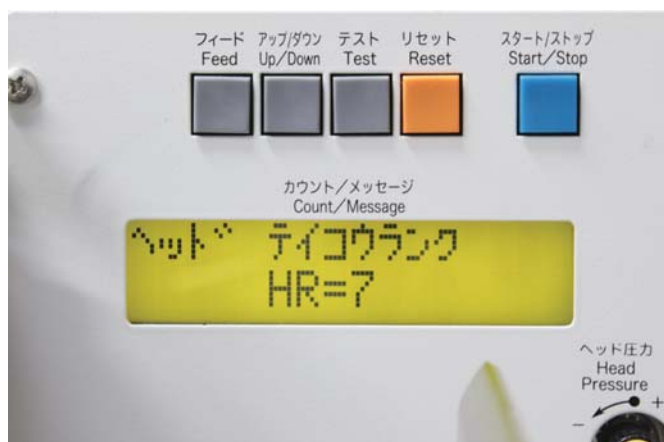 フィード アップ/ダウン テスト リセット スタート/ストップ
Feed Up/Down Test Reset Start/Stop
カウント/メッセージ
Count/Message
ヘッド゛ テイコウランク
HR=7
ヘッド圧力
Head
Pressure
− +